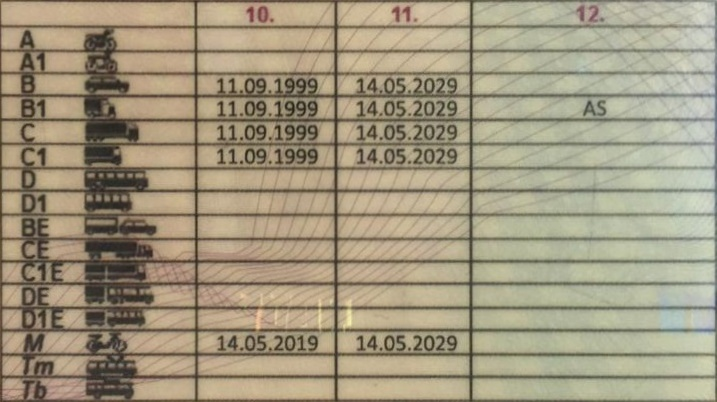 10. 11. 12.
A
A1
B 11.09.1999 14.05.2029
B1 11.09.1999 14.05.2029 AS
C 11.09.1999 14.05.2029
C1 11.09.1999 14.05.2029
D
D1
BE
CE
C1E
DE
D1E
M 14.05.2019 14.05.2029
Tm
Tb